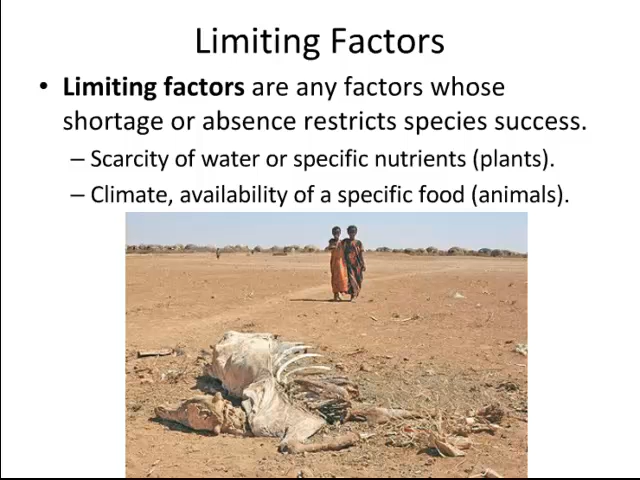 Limiting Factors
• Limiting factors are any factors whose
shortage or absence restricts species success.
– Scarcity of water or specific nutrients (plants).
– Climate, availability of a specific food (animals).